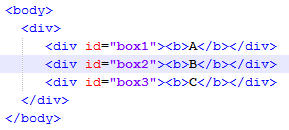 <body>
<div>
<div id="box1"><b>A</b></div>
<div id="box2"><b>B</b></div>
<div id="box3"><b>C</b></div>
</div>
</body>